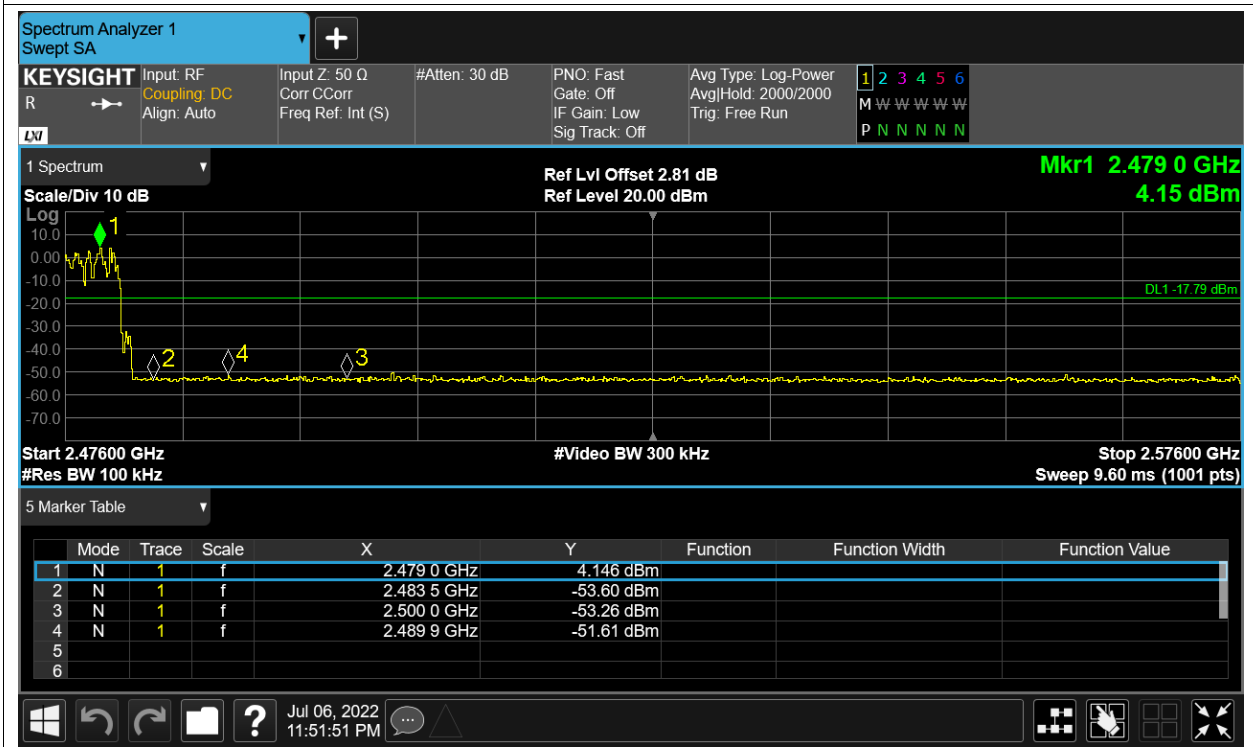 Spectrum Analyzer 1
Swept SA
+
KEYSIGHT Input: RF Input Z: 50 Ω #Atten: 30 dB PNO: Fast Avg Type: Log-Power 1 2 3 4 5 6
R Coupling: DC Corr CCorr Gate: Off Avg|Hold: 2000/2000 M W W W W W
Align: Auto Freq Ref: Int (S) IF Gain: Low Trig: Free Run
LXI Sig Track: Off P N N N N N
1 Spectrum Ref Lvl Offset 2.81 dB Mkr1 2.479 0 GHz
Scale/Div 10 dB Ref Level 20.00 dBm 4.15 dBm
Log
1
10.0
0.00
-10.0
DL1 -17.79 dBm
-20.0
-30.0
-40.0
2 4 3
-50.0
-60.0
-70.0
Start 2.47600 GHz #Video BW 300 kHz Stop 2.57600 GHz
#Res BW 100 kHz Sweep 9.60 ms (1001 pts)
5 Marker Table
Mode Trace Scale X Y Function Function Width Function Value
1 N 1 f 2.479 0 GHz 4.146 dBm
2 N 1 f 2.483 5 GHz -53.60 dBm
3 N 1 f 2.500 0 GHz -53.26 dBm
4 N 1 f 2.489 9 GHz -51.61 dBm
5
6
? Jul 06, 2022
11:51:51 PM